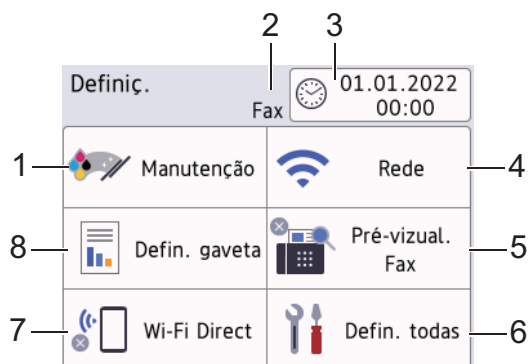 2 3
Definiç. 01.01.2022
Fax 00:00
1 Manutenção Rede 4
8 Defin. gaveta Pré-vizual. 5
Fax
7 Wi-Fi Direct Defin. todas 6